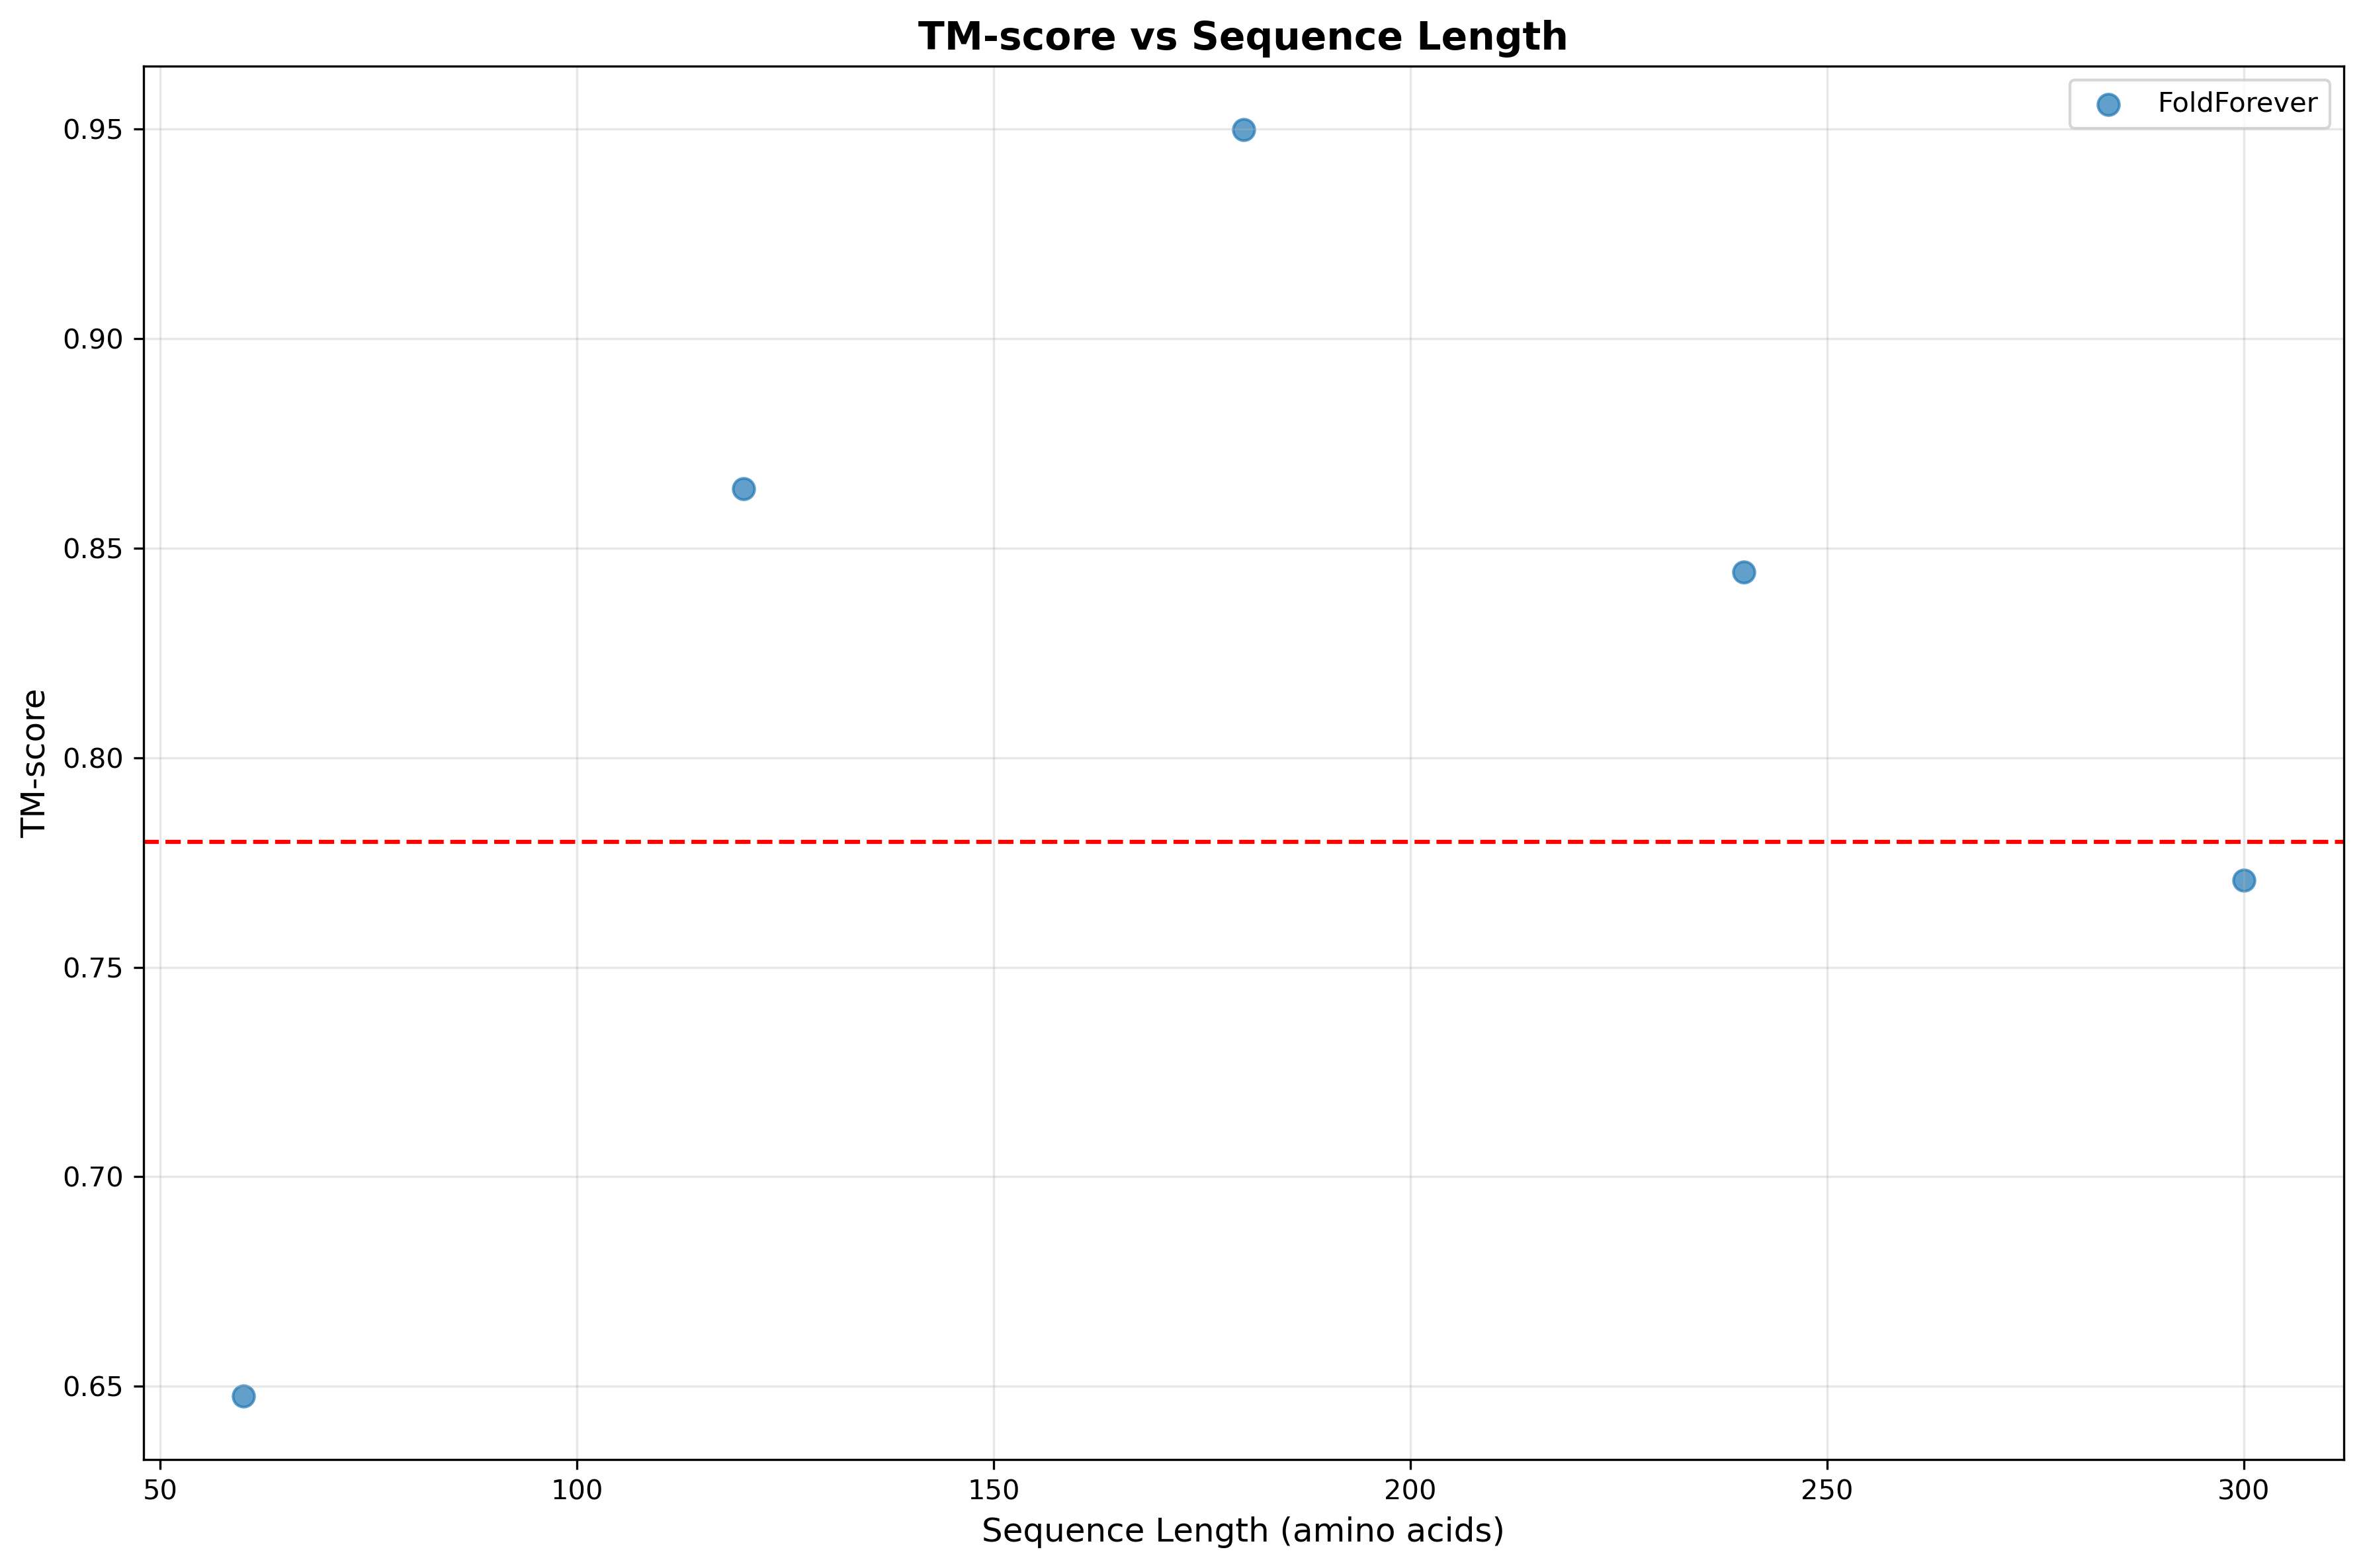 TM-score vs Sequence Length
FoldForever
TM-score
0.95
0.90
0.85
0.80
0.75
0.70
0.65
50 100 150 200 250 300
Sequence Length (amino acids)